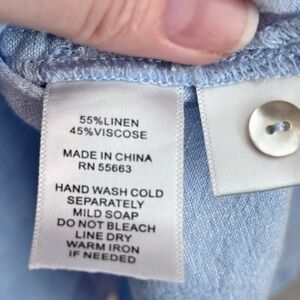 55%LINEN
45%VISCOSE
MADE IN CHINA
RN 55663
HAND WASH COLD
SEPARATELY
MILD SOAP
DO NOT BLEACH
LINE DRY
WARM IRON
IF NEEDED